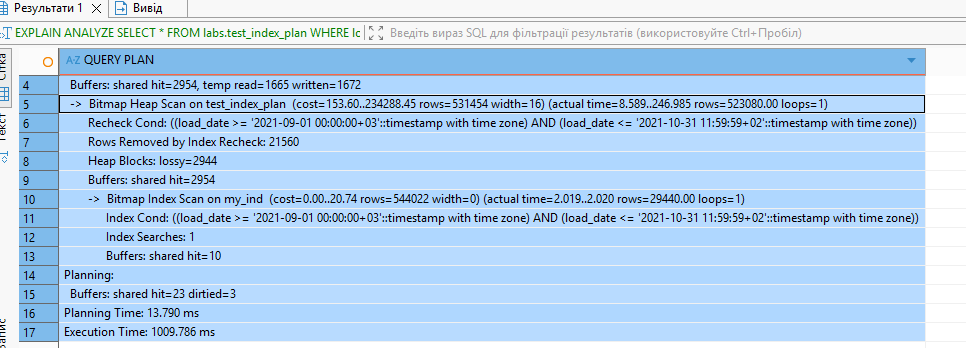 Результати 1
Вивід
EXPLAIN ANALYZE SELECT * FROM labs.test_index_plan WHERE lc
Введіть вираз SQL для фільтрації результатів (використовуйте Ctrl+Пробіл)
Сітка
Текст
A-Z QUERY PLAN
4 Buffers: shared hit=2954, temp read=1665 written=1672
5 -> Bitmap Heap Scan on test_index_plan (cost=153.60..234288.45 rows=531454 width=16) (actual time=8.589..246.985 rows=523080.00 loops=1)
6 Recheck Cond: ((load_date >= '2021-09-01 00:00:00+03'::timestamp with time zone) AND (load_date <= '2021-10-31 11:59:59+02'::timestamp with time zone))
7 Rows Removed by Index Recheck: 21560
8 Heap Blocks: lossy=2944
9 Buffers: shared hit=2954
10 -> Bitmap Index Scan on my_ind (cost=0.00..20.74 rows=544022 width=0) (actual time=2.019..2.020 rows=29440.00 loops=1)
11 Index Cond: ((load_date >= '2021-09-01 00:00:00+03'::timestamp with time zone) AND (load_date <= '2021-10-31 11:59:59+02'::timestamp with time zone))
12 Index Searches: 1
13 Buffers: shared hit=10
14 Planning:
15 Buffers: shared hit=23 dirtied=3
16 Planning Time: 13.790 ms
17 Execution Time: 1009.786 ms